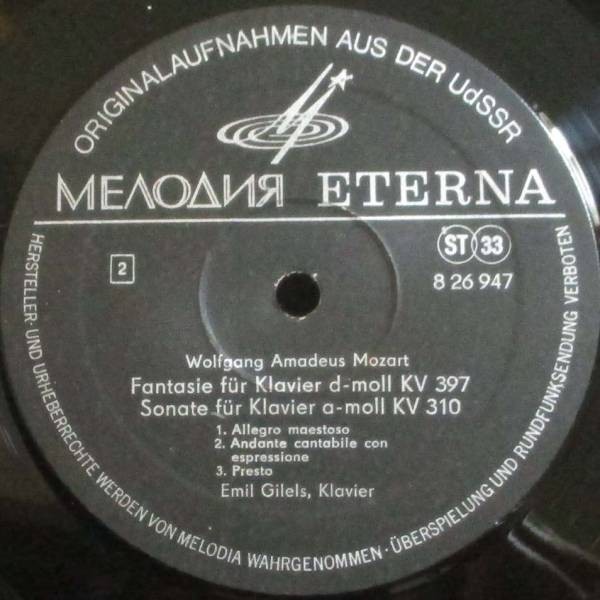 ORIGINALAUFNAHMEN AUS DER UdSSR
МЕЛОДИЯ ETERNA
2
ST 33
8 26 947
Wolfgang Amadeus Mozart
Fantasie für Klavier d-moll KV 397
Sonate für Klavier a-moll KV 310
1. Allegro maestoso
2. Andante cantabile con
espressione
3. Presto
Emil Gilels, Klavier
HERSTELLER- UND URHEBERRECHTE WERDEN VON MELODIA WAHRGENOMMEN · ÜBERSPIELUNG UND RUNDFUNKSENDUNG VERBOTEN